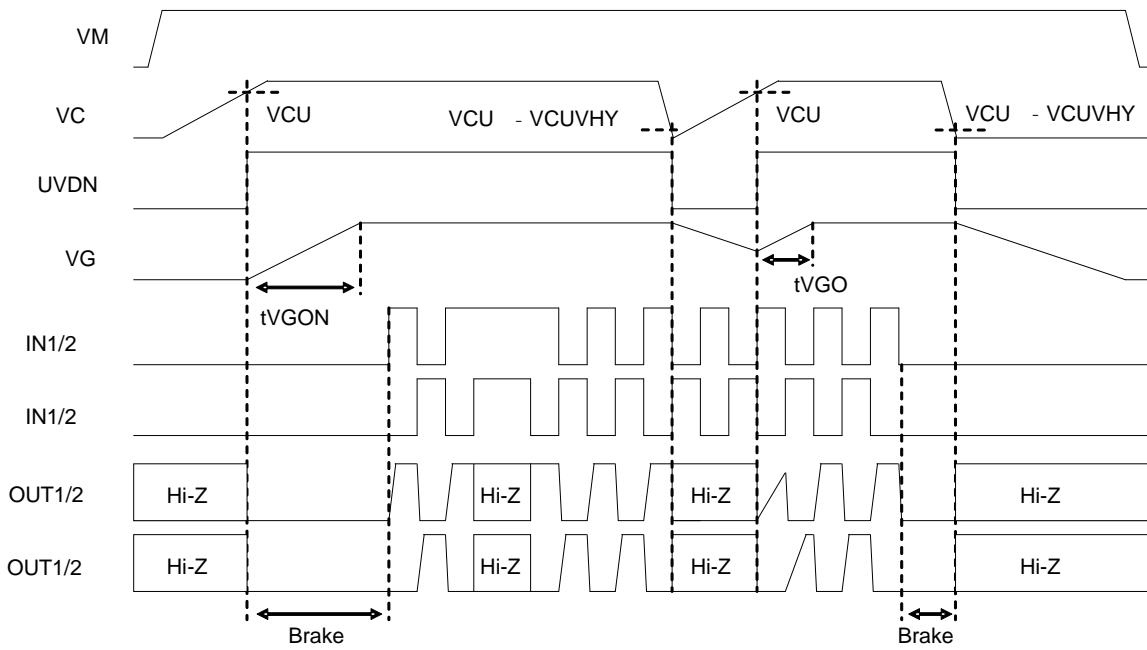 VM
VC
VCU
VCU - VCUVHY
VCU
VCU - VCUVHY
UVDN
VG
tVGON
tVGO
IN1/2
IN1/2
OUT1/2
Hi-Z
Hi-Z
Hi-Z
Hi-Z
OUT1/2
Hi-Z
Hi-Z
Hi-Z
Hi-Z
Brake
Brake